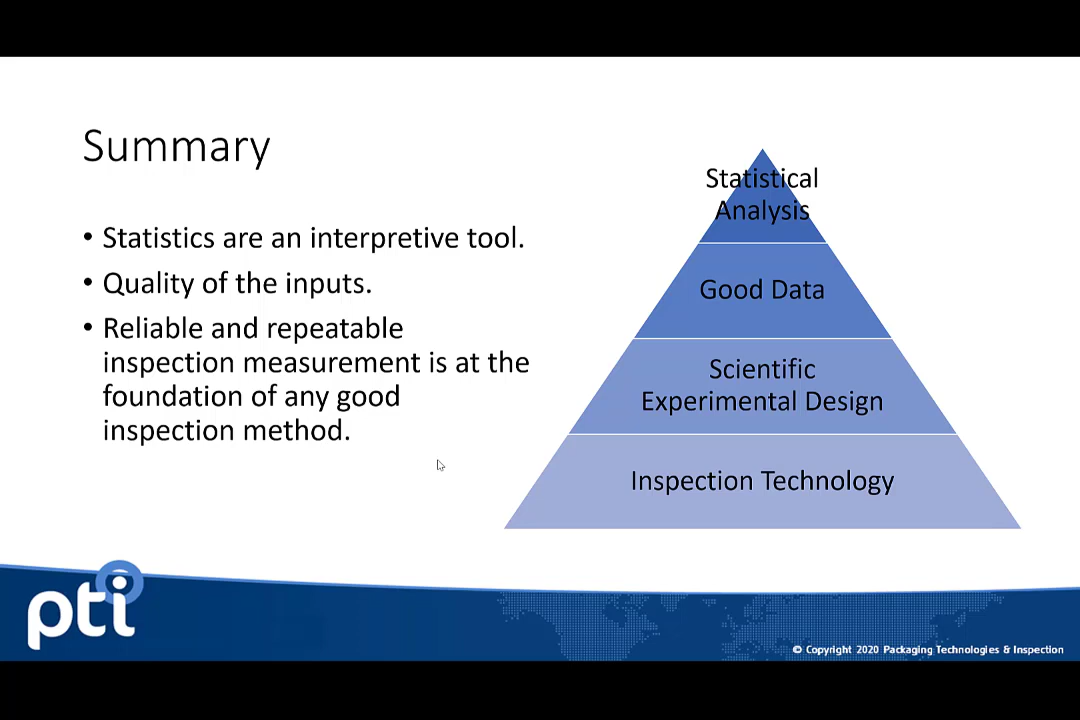 Summary
• Statistics are an interpretive tool.
• Quality of the inputs.
• Reliable and repeatable
inspection measurement is at the
foundation of any good
inspection method.
Statistical
Analysis
Good Data
Scientific
Experimental Design
Inspection Technology
pti
© Copyright 2020 Packaging Technologies & Inspection